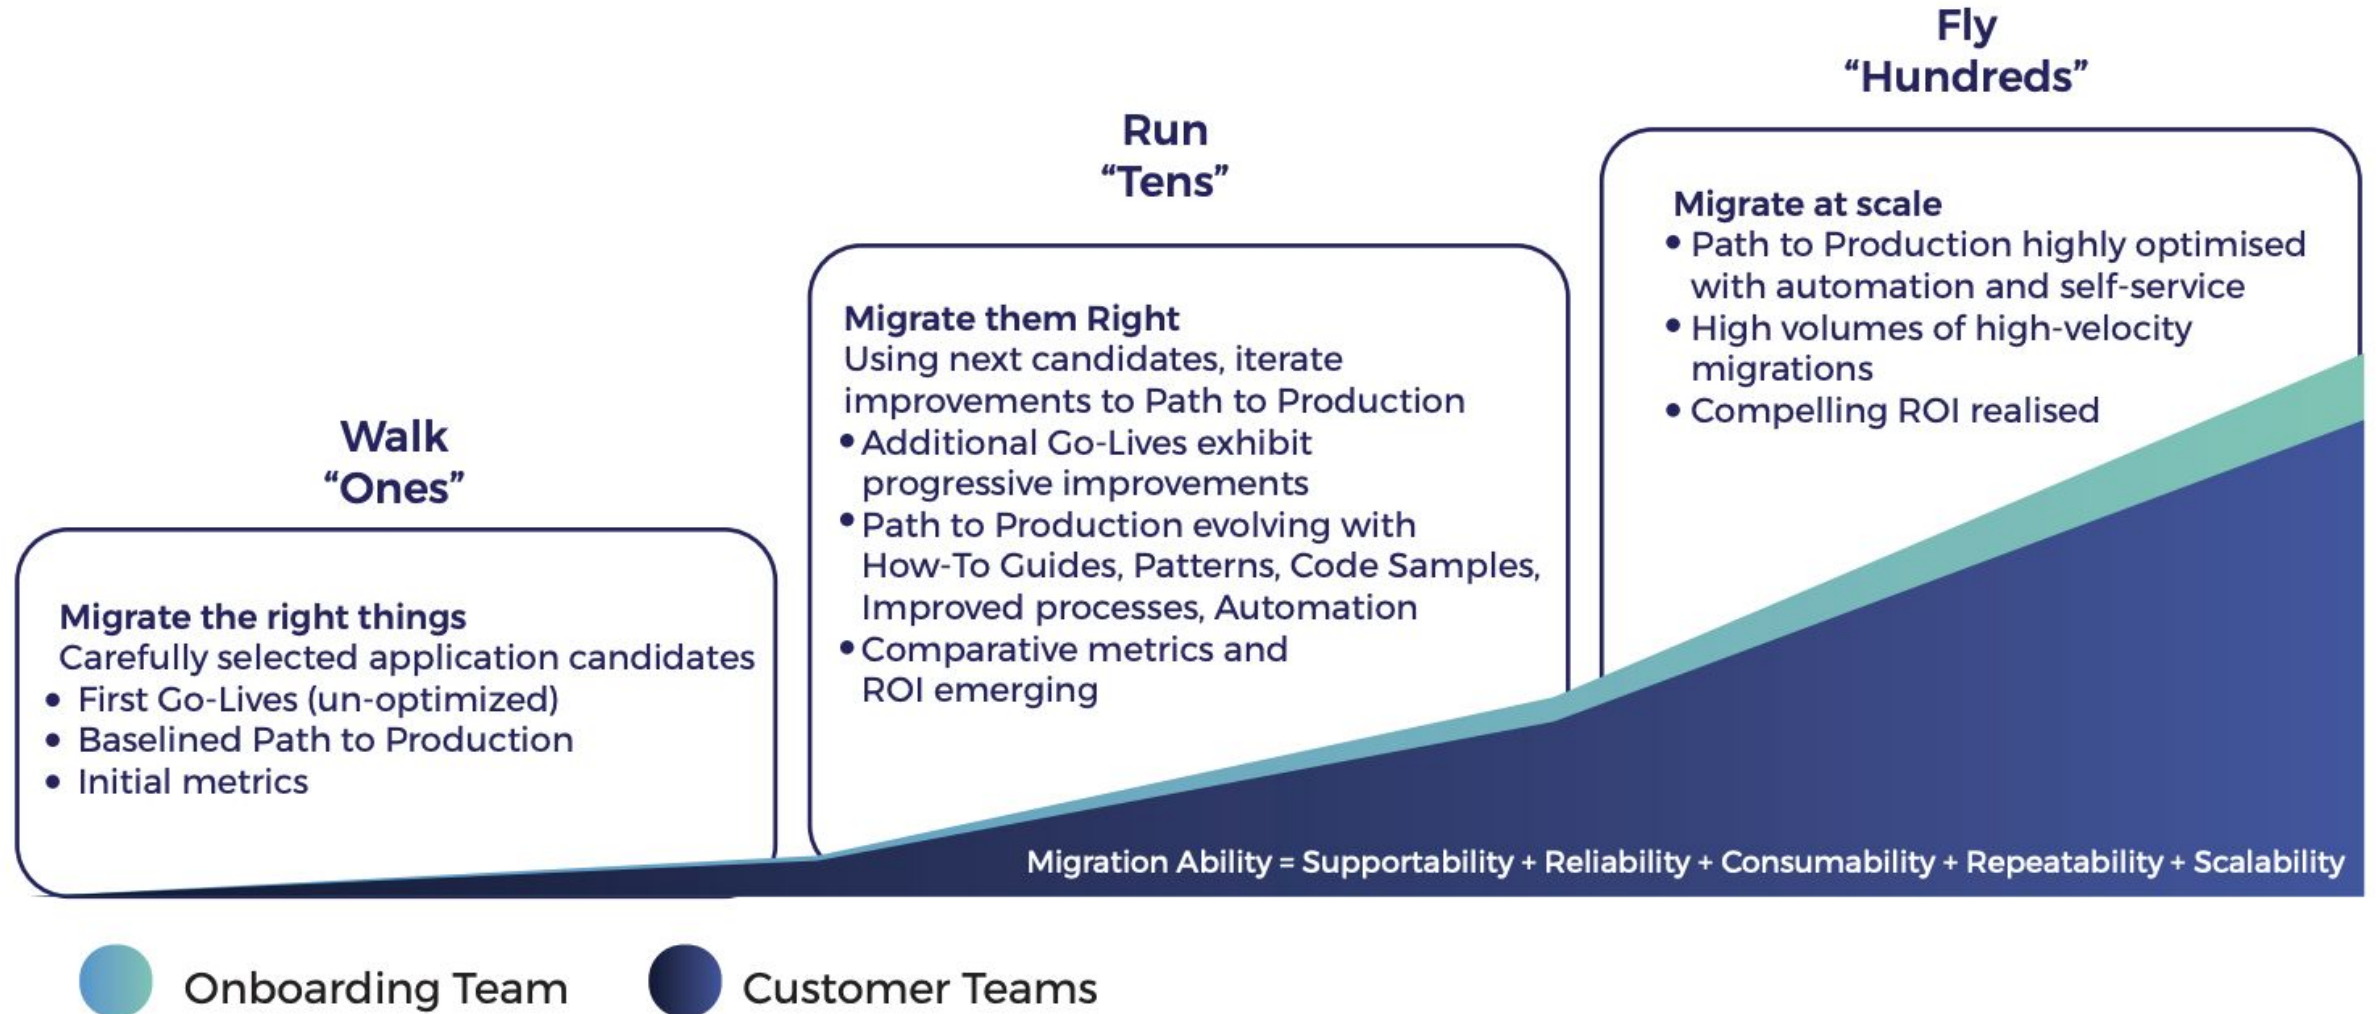 Walk
“Ones”
Migrate the right things
Carefully selected application candidates
• First Go-Lives (un-optimized)
• Baselined Path to Production
• Initial metrics
Run
“Tens”
Migrate them Right
Using next candidates, iterate
improvements to Path to Production
• Additional Go-Lives exhibit
progressive improvements
• Path to Production evolving with
How-To Guides, Patterns, Code Samples,
Improved processes, Automation
• Comparative metrics and
ROI emerging
Fly
“Hundreds”
Migrate at scale
• Path to Production highly optimised
with automation and self-service
• High volumes of high-velocity
migrations
• Compelling ROI realised
Migration Ability = Supportability + Reliability + Consumability + Repeatability + Scalability
Onboarding Team
Customer Teams